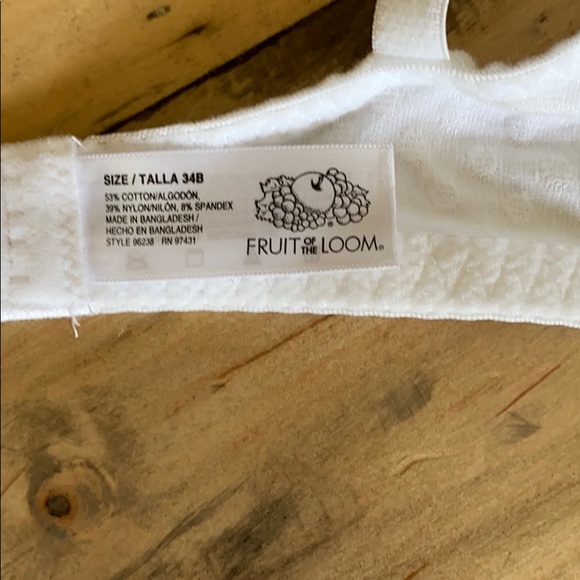 SIZE / TALLA 34B
53% COTTON/ALGODÓN,
39% NYLON/NILÓN, 8% SPANDEX
MADE IN BANGLADESH /
HECHO EN BANGLADESH
STYLE 96238 RN 97431
FRUIT OF THE LOOM®